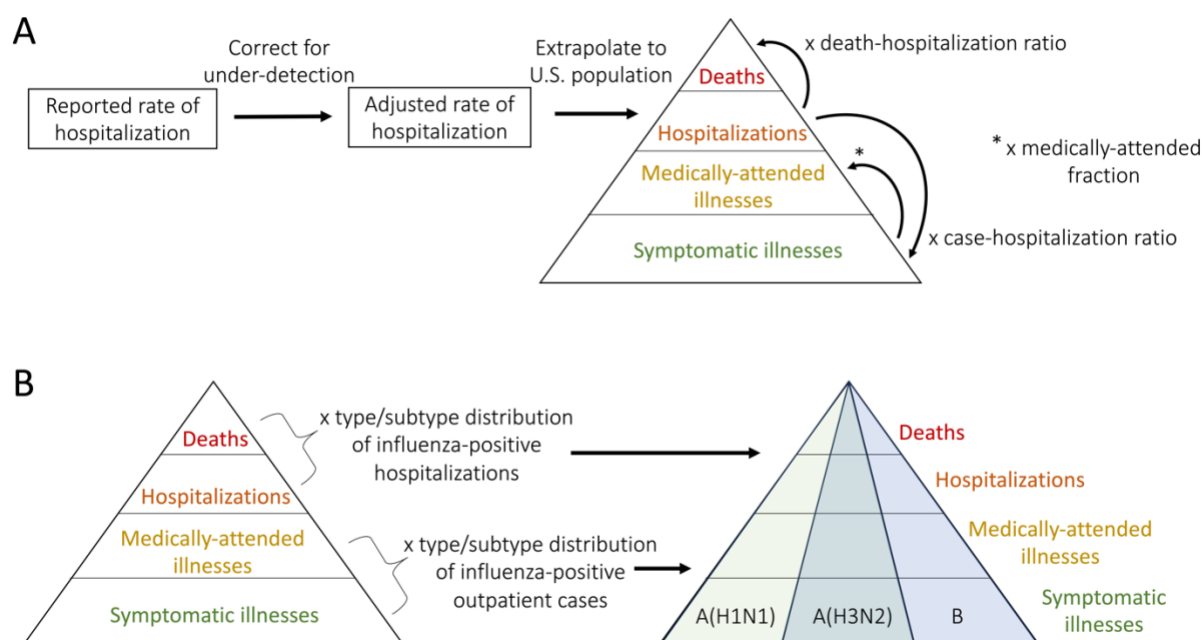 A
Correct for
under-detection
Reported rate of
hospitalization
Adjusted rate of
hospitalization
Extrapolate to
U.S. population
Deaths
Hospitalizations
Medically-attended
illnesses
Symptomatic illnesses
x death-hospitalization ratio
*
* x medically-attended
fraction
x case-hospitalization ratio
B
Deaths
Hospitalizations
Medically-attended
illnesses
Symptomatic illnesses
x type/subtype distribution
of influenza-positive
hospitalizations
x type/subtype distribution
of influenza-positive
outpatient cases
Deaths
Hospitalizations
Medically-attended
illnesses
Symptomatic
illnesses
A(H1N1)
A(H3N2)
B